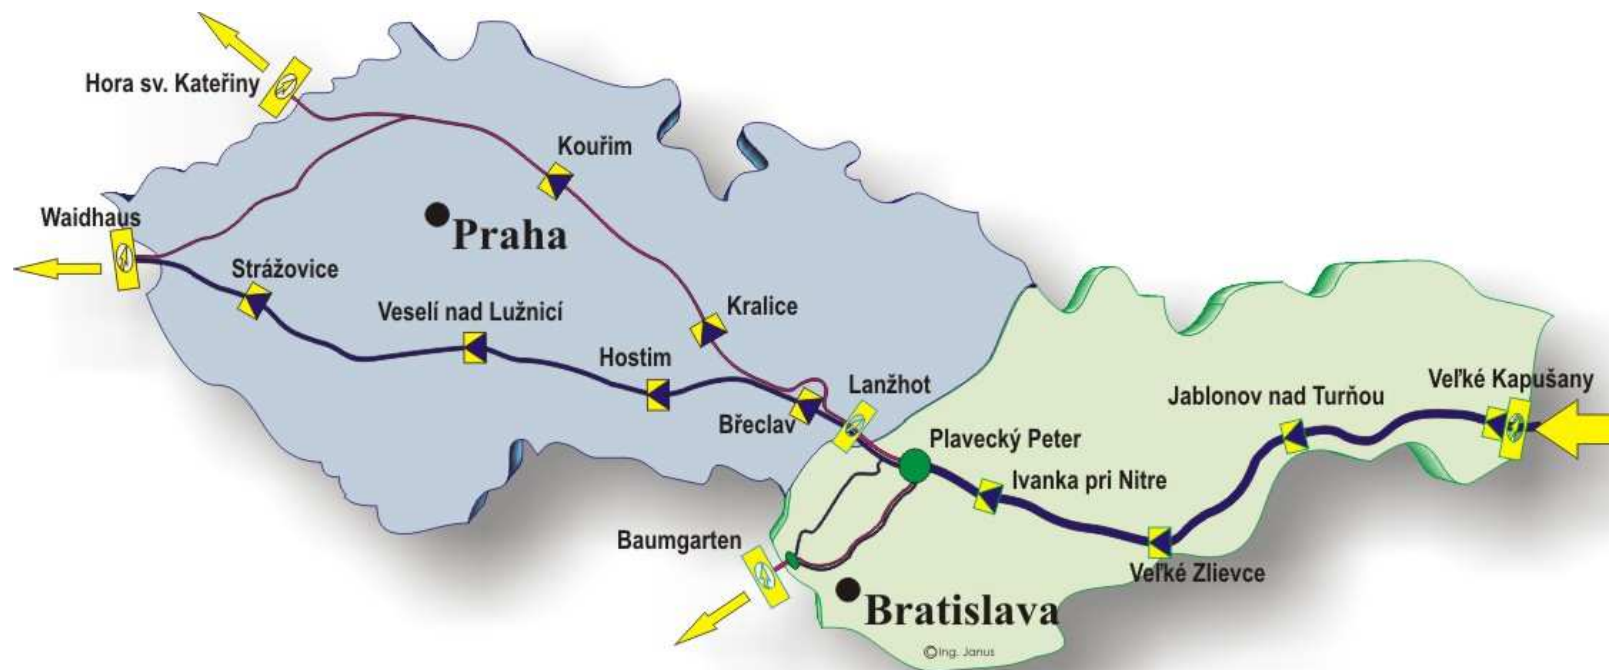 Hora sv. Kateřiny
Kouřim
Waidhaus
Praha
Strážovice
Veselí nad Lužnicí
Kralice
Hostim
Lanžhot
Břeclav
Veľké Kapušany
Jablonov nad Turňou
Plavecký Peter
Ivanka pri Nitre
Baumgarten
Veľké Zlievce
Bratislava
©Ing. Janus